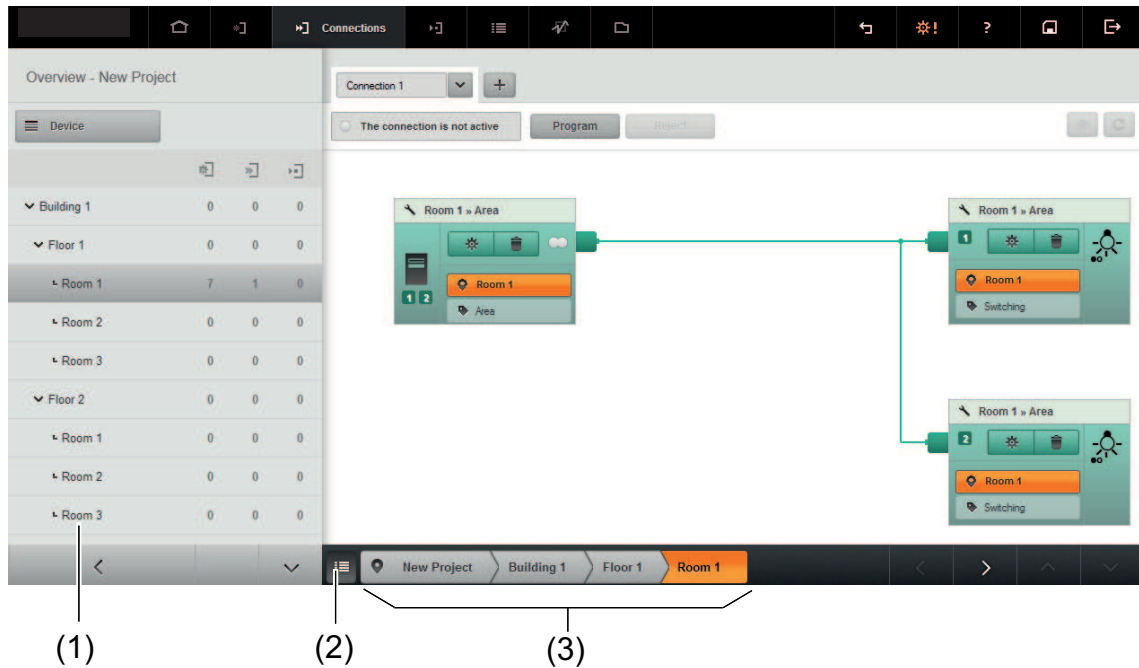 Connections
?
Overview - New Project
Device
Building 1 0 0 0
Floor 1 0 0 0
Room 1 7 1 0
Room 2 0 0 0
Room 3 0 0 0
Floor 2 0 0 0
Room 1 0 0 0
Room 2 0 0 0
Room 3 0 0 0
Connection 1
+
The connection is not active Program Reject
Room 1 » Area
1 2
Room 1
Area
Room 1 » Area
1
Room 1
Switching
Room 1 » Area
2
Room 1
Switching
New Project Building 1 Floor 1 Room 1
(1) (2) (3)